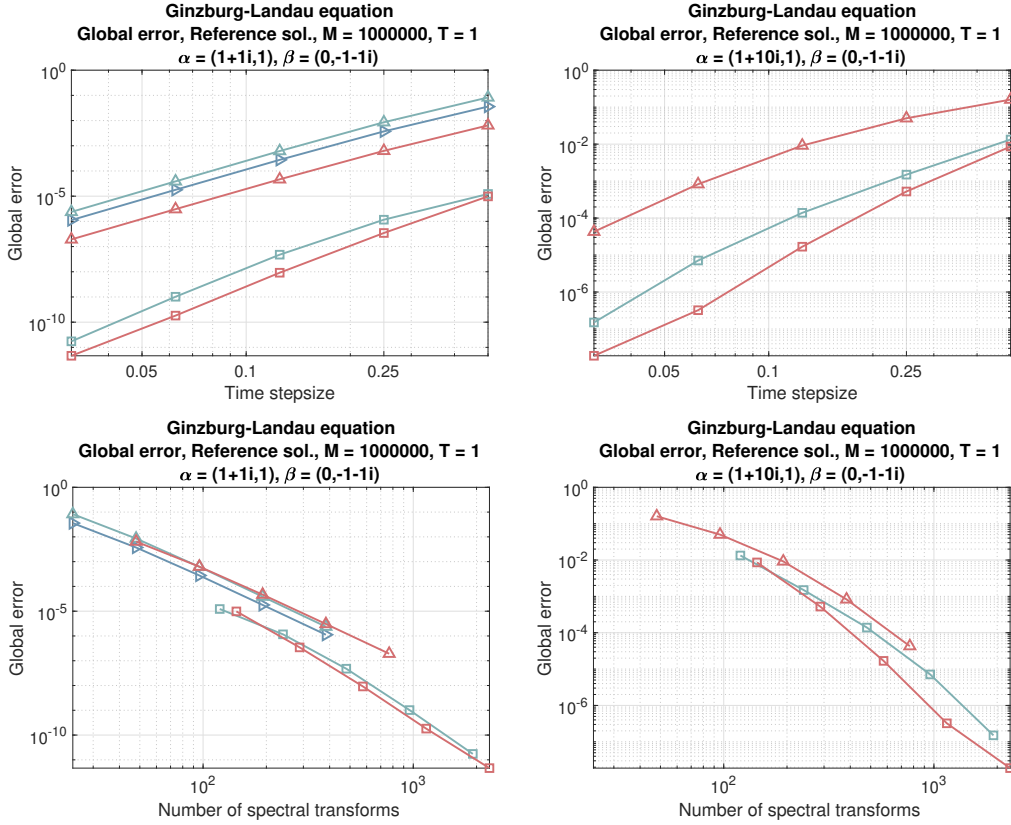 Ginzburg-Landau equation
Global error, Reference sol., M = 1000000, T = 1
α = (1+1i,1), β = (0,-1-1i)
10^0
10^-5
10^-10
Global error
0.05
0.1
0.25
Time stepsize
Ginzburg-Landau equation
Global error, Reference sol., M = 1000000, T = 1
α = (1+10i,1), β = (0,-1-1i)
10^0
10^-2
10^-4
10^-6
Global error
0.05
0.1
0.25
Time stepsize
Ginzburg-Landau equation
Global error, Reference sol., M = 1000000, T = 1
α = (1+1i,1), β = (0,-1-1i)
10^0
10^-5
10^-10
Global error
10^2
10^3
Number of spectral transforms
Ginzburg-Landau equation
Global error, Reference sol., M = 1000000, T = 1
α = (1+10i,1), β = (0,-1-1i)
10^0
10^-2
10^-4
10^-6
Global error
10^2
10^3
Number of spectral transforms